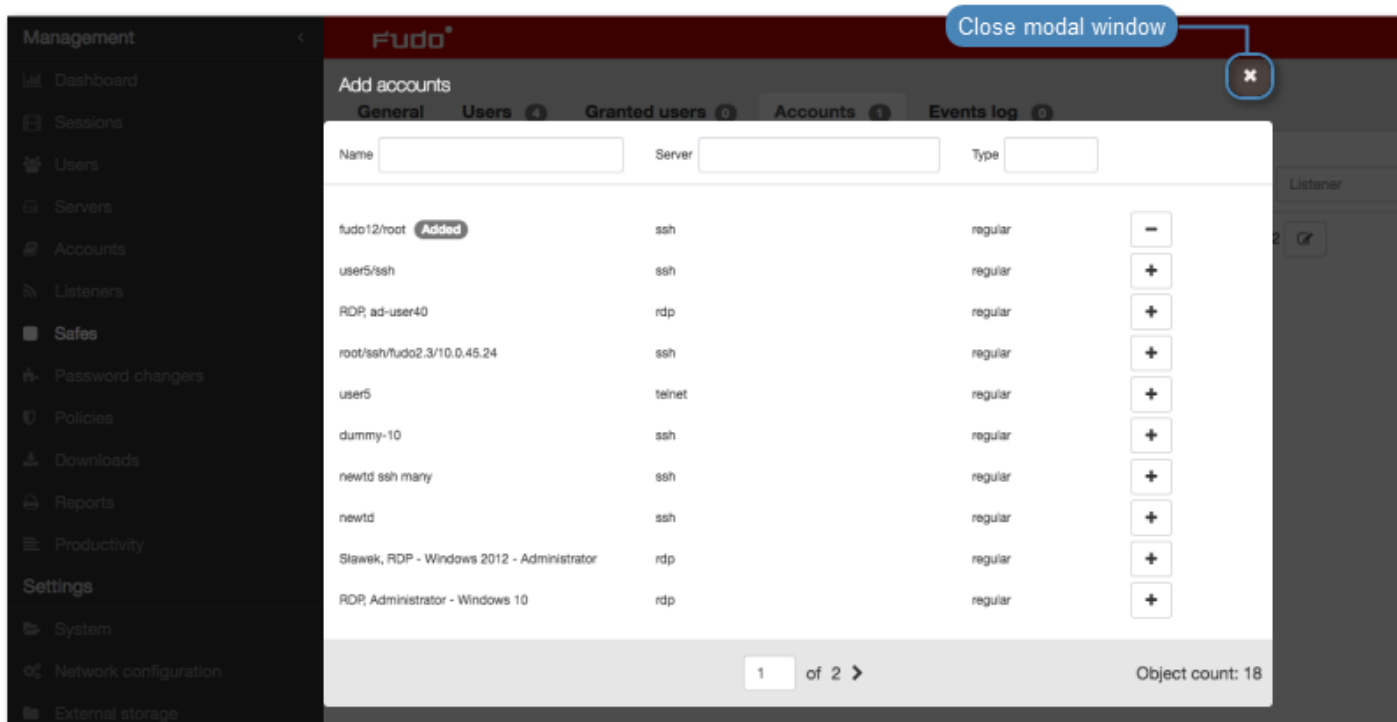 Close modal window
Management
Fudo
Dashboard
Sessions
Users
Servers
Accounts
Listeners
Safes
Password changers
Policies
Downloads
Reports
Productivity
Settings
System
Network configuration
External storage
Add accounts
General Users 4 Granted users 0 Accounts 1 Events log 0
Name Server Type
Listener
fudo12/root Added ssh regular
2
user5/ssh ssh regular
RDP, ad-user40 rdp regular
root/ssh/fudo2.3/10.0.45.24 ssh regular
user5 telnet regular
dummy-10 ssh regular
newtd ssh many ssh regular
newtd ssh regular
Sławek, RDP - Windows 2012 - Administrator rdp regular
RDP, Administrator - Windows 10 rdp regular
1 of 2 Object count: 18